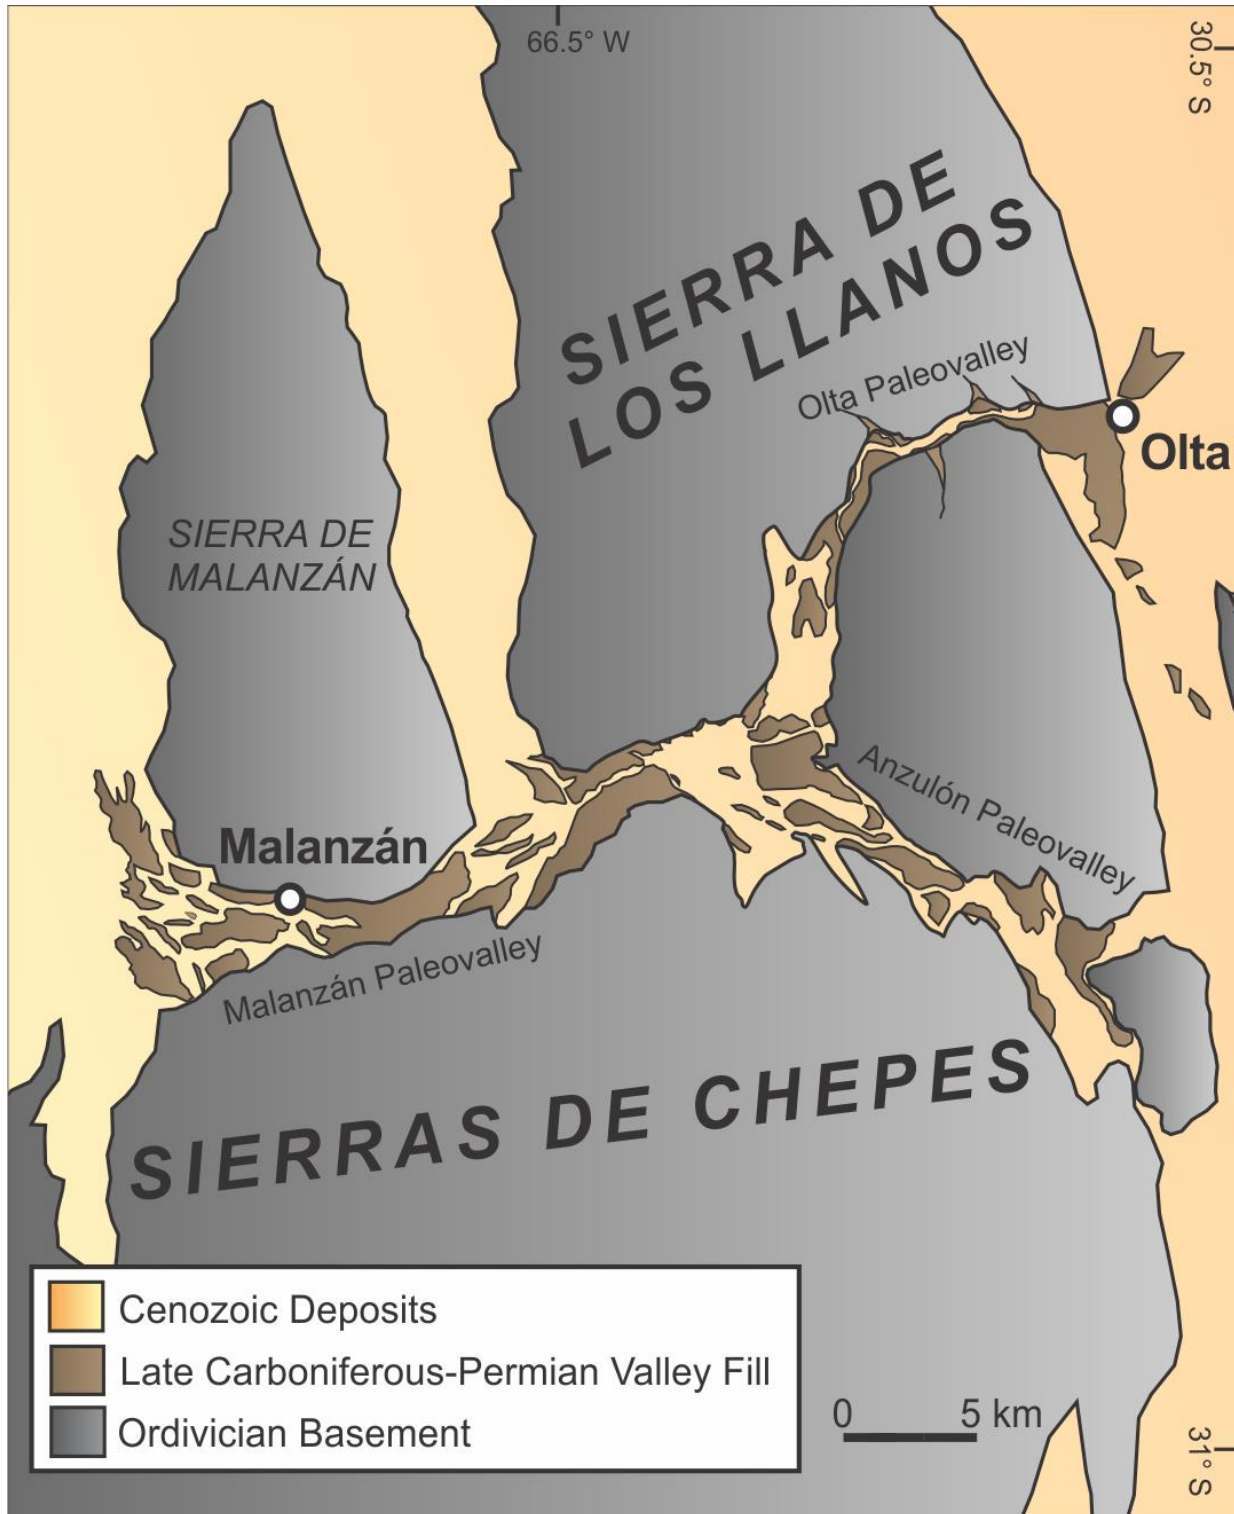 66.5° W
30.5° S
SIERRA DE
LOS LLANOS
Olta Paleovalley
Olta
SIERRA DE
MALANZÁN
Anzulón Paleovalley
Malanzán
Malanzán Paleovalley
SIERRAS DE CHEPES
Cenozoic Deposits
Late Carboniferous-Permian Valley Fill
Ordivician Basement
0 5 km
31° S